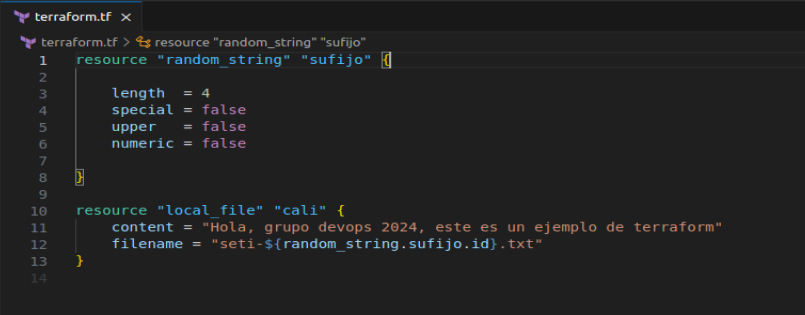 terraform.tf ×
terraform.tf > resource "random_string" "sufijo"
1 resource "random_string" "sufijo" {
2
3     length  = 4
4     special = false
5     upper   = false
6     numeric = false
7
8 }
9
10 resource "local_file" "cali" {
11     content = "Hola, grupo devops 2024, este es un ejemplo de terraform"
12     filename = "seti-${random_string.sufijo.id}.txt"
13 }
14